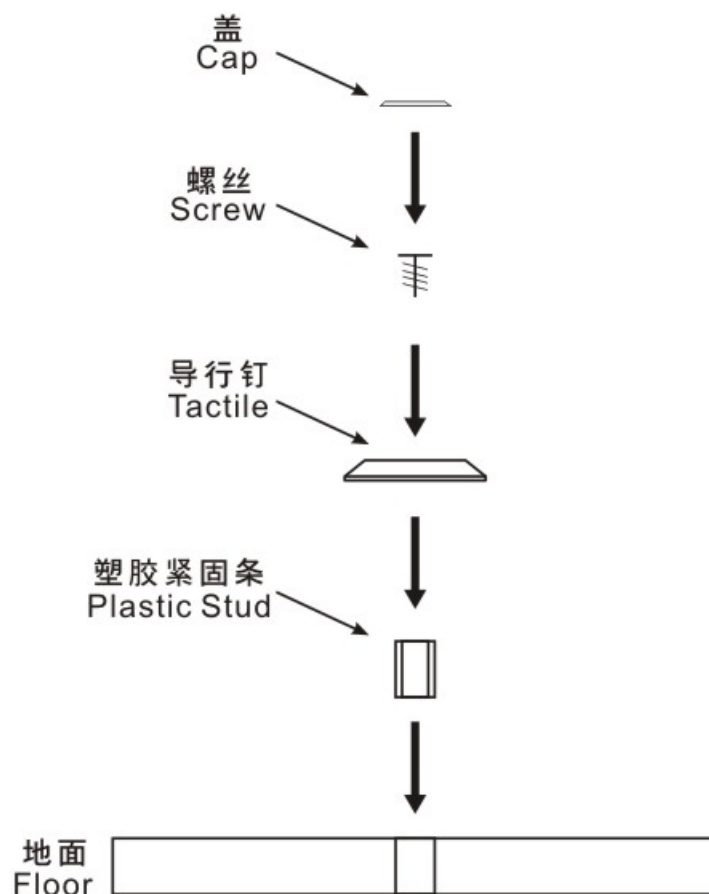 盖
Cap
螺丝
Screw
导行钉
Tactile
塑胶紧固条
Plastic Stud
地面
Floor